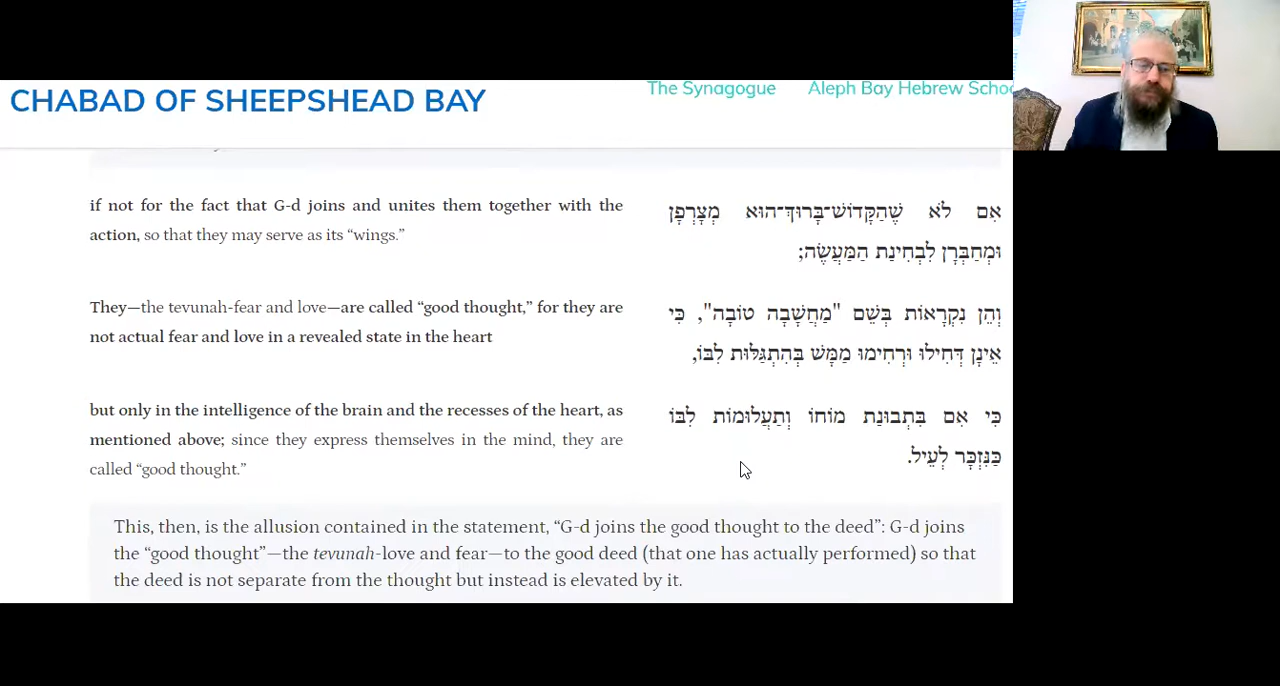 CHABAD OF SHEEPSHEAD BAY
The Synagogue
Aleph Bay Hebrew Schoo
if not for the fact that G-d joins and unites them together with the
action, so that they may serve as its “wings.”
אִם לֹא שֶׁהַקָּדוֹשׁ־בָּרוּךְ־הוּא מְצָרְפָן
וּמְחַבְּרָן לִבְחִינַת הַמַּעֲשֶׂה;
They—the tevunah-fear and love—are called “good thought,” for they are
not actual fear and love in a revealed state in the heart
וְהֵן נִקְרָאוֹת בְּשֵׁם "מַחֲשָׁבָה טוֹבָה", כִּי
אֵינָן דְּחִילוּ וּרְחִימוּ מַמָּשׁ בְּהִתְגַּלּוּת לִבּוֹ,
but only in the intelligence of the brain and the recesses of the heart, as
mentioned above; since they express themselves in the mind, they are
called “good thought.”
כִּי אִם בִּתְבוּנַת מוֹחוֹ וְתַעֲלוּמוֹת לִבּוֹ
כַּנִּזְכָּר לְעֵיל.
This, then, is the allusion contained in the statement, “G-d joins the good thought to the deed”: G-d joins
the “good thought”—the tevunah-love and fear—to the good deed (that one has actually performed) so that
the deed is not separate from the thought but instead is elevated by it.